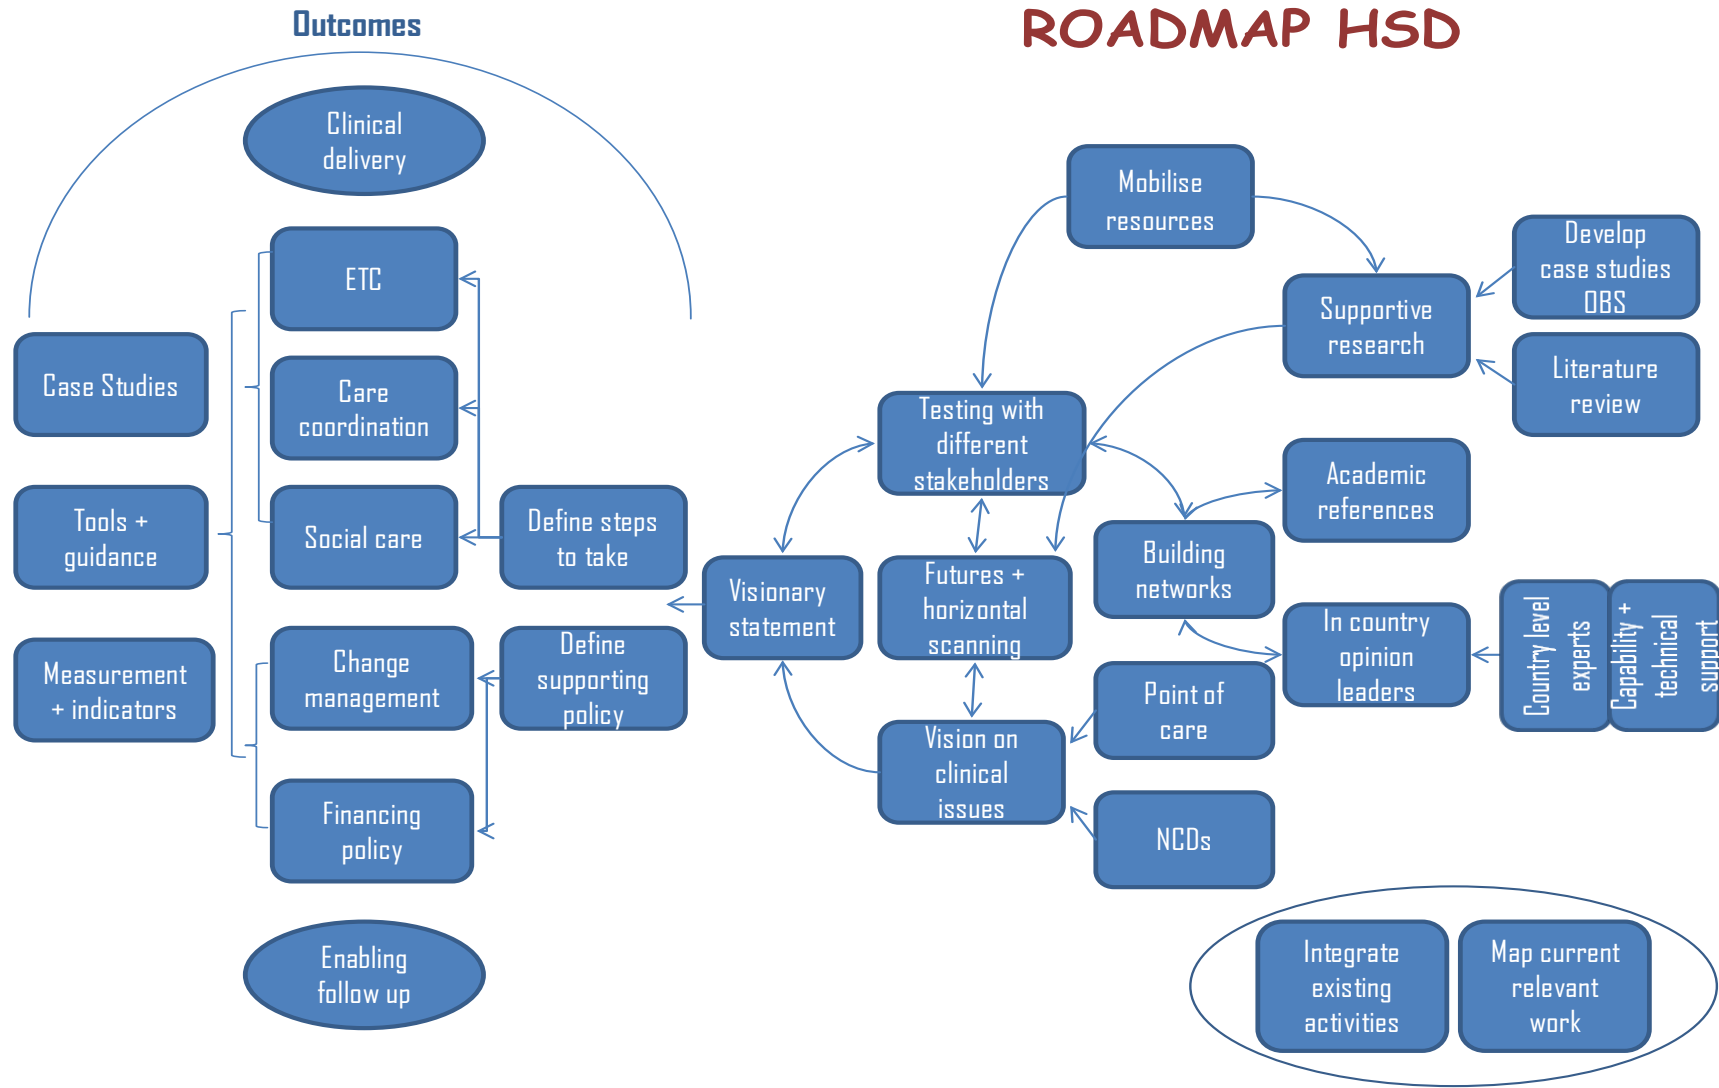 Outcomes
ROADMAP HSD
Clinical
delivery
ETC
Care
coordination
Social care
Case Studies
Tools +
guidance
Measurement
+ indicators
Change
management
Financing
policy
Enabling
follow up
Define steps
to take
Define
supporting
policy
Visionary
statement
Mobilise
resources
Testing with
different
stakeholders
Futures +
horizontal
scanning
Vision on
clinical
issues
Supportive
research
Develop
case studies
OBS
Literature
review
Academic
references
Building
networks
In country
opinion
leaders
Country level
experts
Capability +
technical
support
Point of
care
NCDs
Integrate
existing
activities
Map current
relevant
work